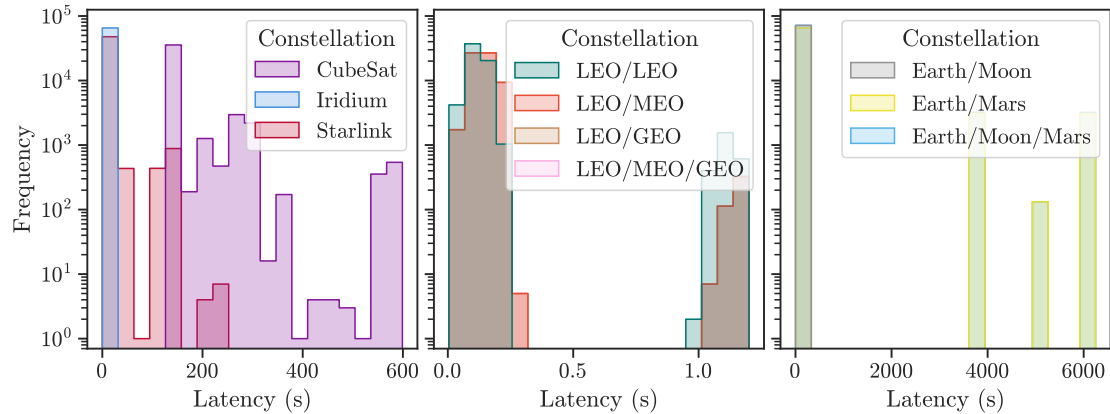 Frequency
10^5
10^4
10^3
10^2
10^1
10^0
Constellation
CubeSat
Iridium
Starlink
0 200 400 600
Latency (s)
Constellation
LEO/LEO
LEO/MEO
LEO/GEO
LEO/MEO/GEO
0.0 0.5 1.0
Latency (s)
Constellation
Earth/Moon
Earth/Mars
Earth/Moon/Mars
0 2000 4000 6000
Latency (s)